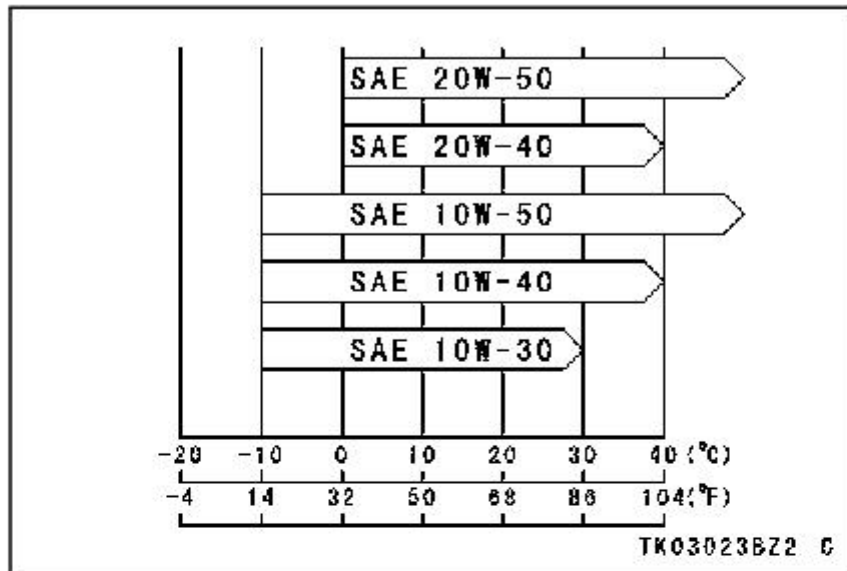 SAE 20W-50
SAE 20W-40
SAE 10W-50
SAE 10W-40
SAE 10W-30
-20 -10 0 10 20 30 40 (°C)
-4 14 32 50 68 86 104(°F)
TK03023BZ2 C